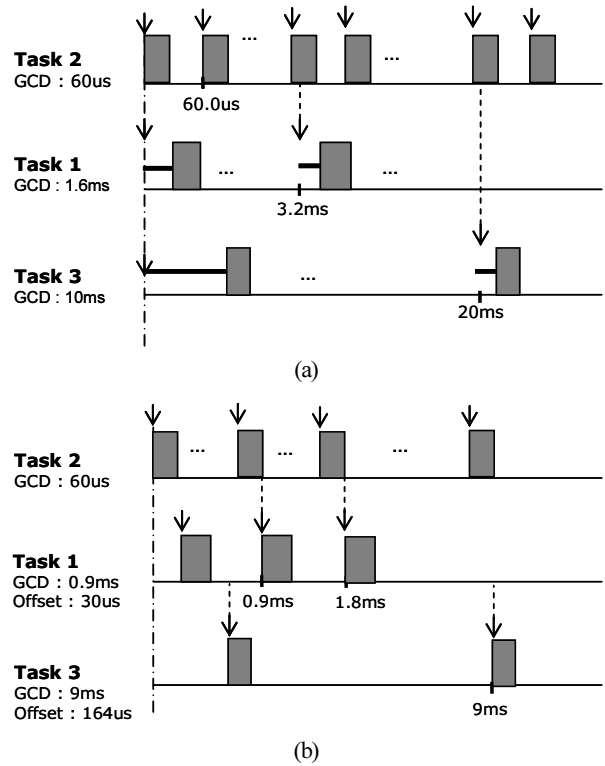 Task 2
GCD : 60us
...
...
60.0us
Task 1
GCD : 1.6ms
...
...
3.2ms
Task 3
GCD : 10ms
...
20ms
(a)
Task 2
GCD : 60us
...
...
...
Task 1
GCD : 0.9ms
Offset : 30us
0.9ms
1.8ms
Task 3
GCD : 9ms
Offset : 164us
9ms
(b)